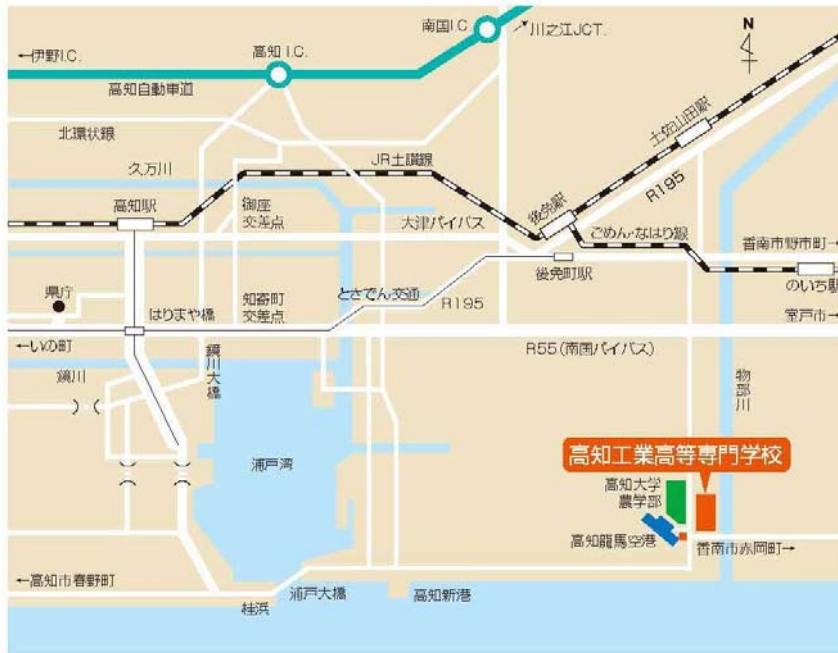 南国I.C.
川之江JCT.
N
←伊野I.C.
高知I.C.
高知自動車道
北環状線
土佐山田駅
久万川
JR土讃線
R195
高知駅
御座
交差点
大津バイパス
後免駅
ごめん・なはり線
香南市野市町→
後免町駅
のいち駅
県庁
はりまや橋
知寄町
交差点
とさでん交通
R195
室戸市→
←いの町
R55(南国バイパス)
鏡川
鏡川大橋
物部川
浦戸湾
高知工業高等専門学校
高知大学
農学部
高知龍馬空港
香南市赤岡町→
←高知市春野町
桂浜
浦戸大橋
高知新港